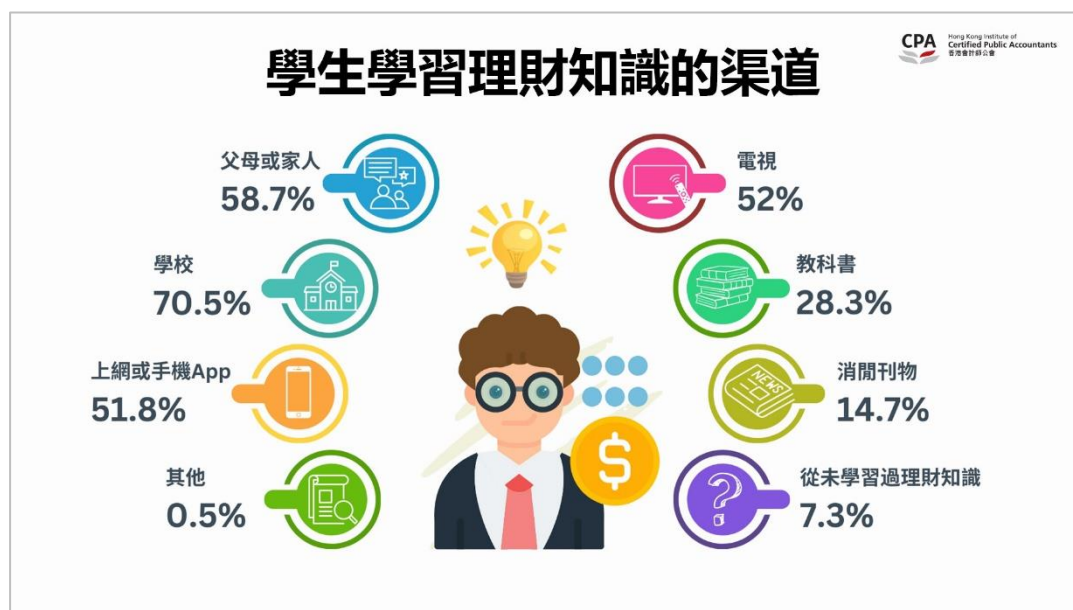 CPA
Hong Kong Institute of
Certified Public Accountants
香港會計師公會
學生學習理財知識的渠道
父母或家人
58.7%
學校
70.5%
上網或手機App
51.8%
其他
0.5%
電視
52%
教科書
28.3%
消閒刊物
14.7%
從未學習過理財知識
7.3%
NEWS
$
?